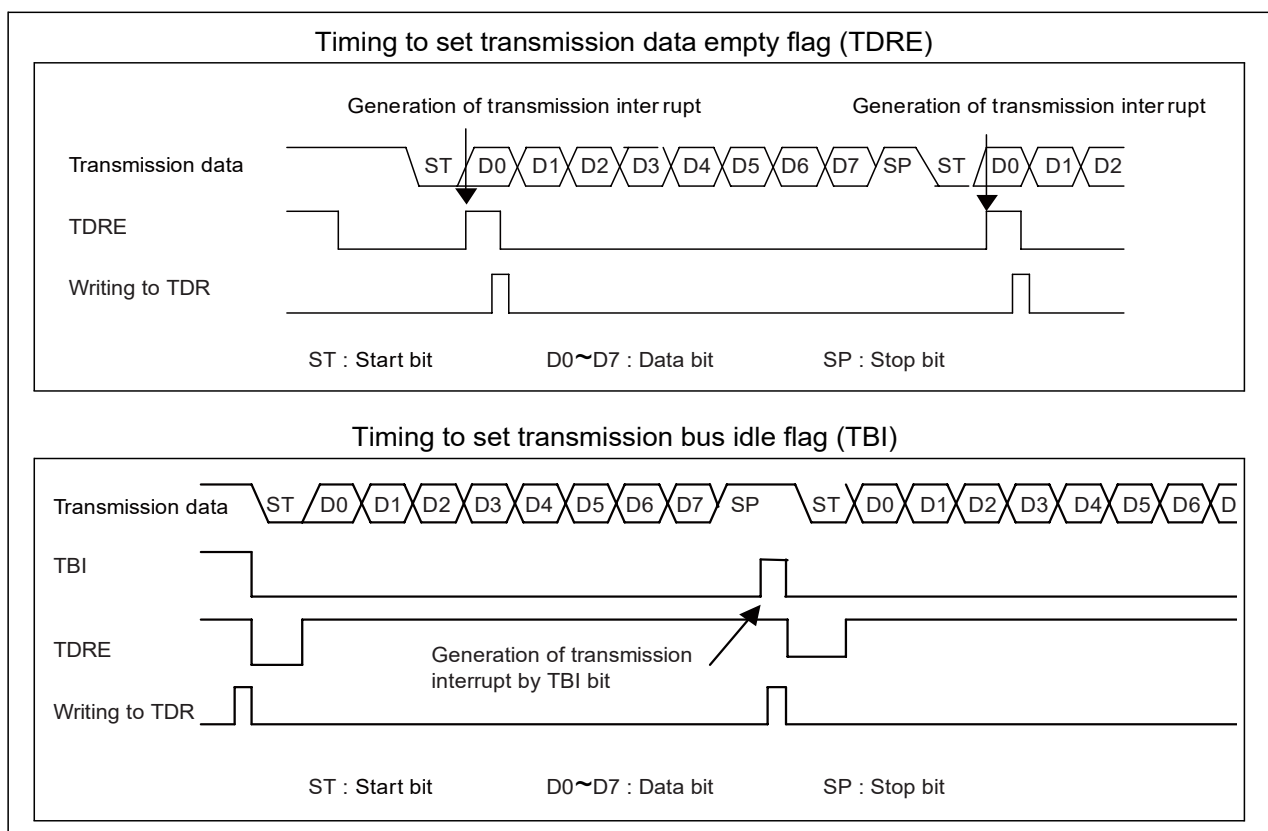 Timing to set transmission data empty flag (TDRE)
Generation of transmission inter rupt
Generation of transmission inter rupt
Transmission data
ST D0 D1 D2 D3 D4 D5 D6 D7 SP ST D0 D1 D2
TDRE
Writing to TDR
ST : Start bit D0~D7 : Data bit SP : Stop bit
Timing to set transmission bus idle flag (TBI)
Transmission data ST D0 D1 D2 D3 D4 D5 D6 D7 SP ST D0 D1 D2 D3 D4 D5 D6 D
TBI
TDRE
Generation of transmission
interrupt by TBI bit
Writing to TDR
ST : Start bit D0~D7 : Data bit SP : Stop bit